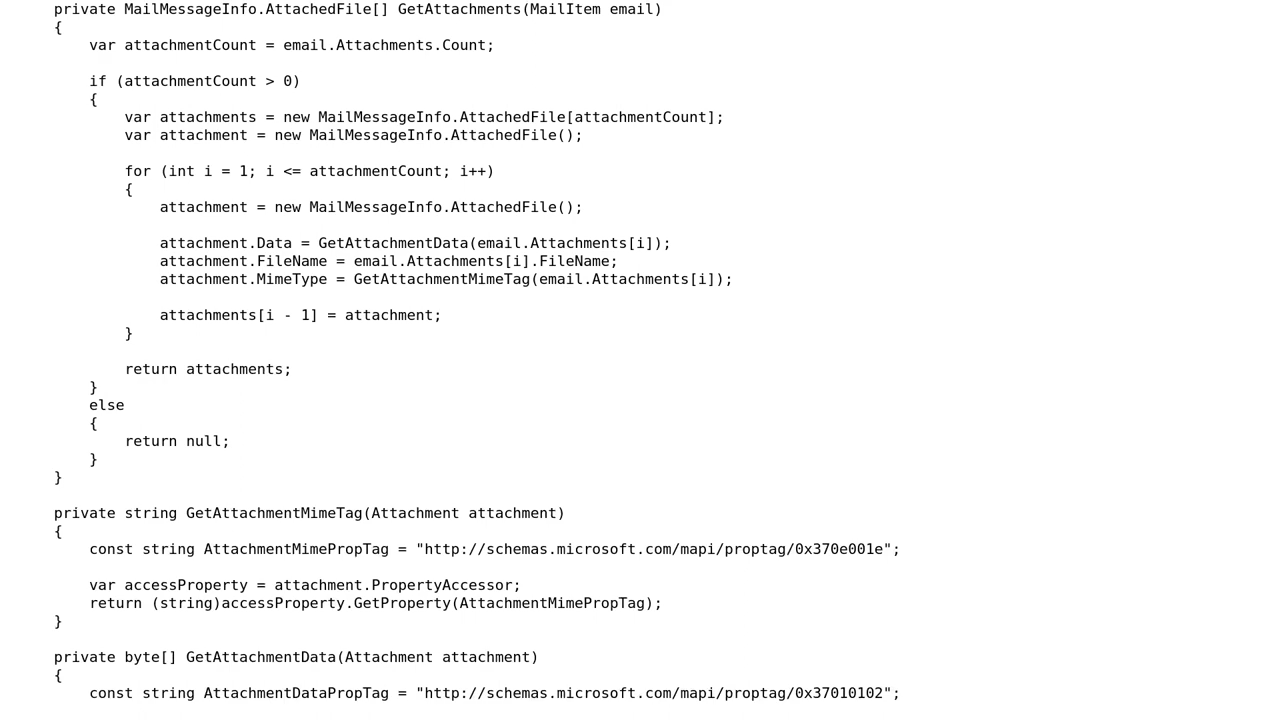 private MailMessageInfo.AttachedFile[] GetAttachments(MailItem email)
{
    var attachmentCount = email.Attachments.Count;

    if (attachmentCount > 0)
    {
        var attachments = new MailMessageInfo.AttachedFile[attachmentCount];
        var attachment = new MailMessageInfo.AttachedFile();

        for (int i = 1; i <= attachmentCount; i++)
        {
            attachment = new MailMessageInfo.AttachedFile();

            attachment.Data = GetAttachmentData(email.Attachments[i]);
            attachment.FileName = email.Attachments[i].FileName;
            attachment.MimeType = GetAttachmentMimeTag(email.Attachments[i]);

            attachments[i - 1] = attachment;
        }

        return attachments;
    }
    else
    {
        return null;
    }
}

private string GetAttachmentMimeTag(Attachment attachment)
{
    const string AttachmentMimePropTag = "http://schemas.microsoft.com/mapi/proptag/0x370e001e";

    var accessProperty = attachment.PropertyAccessor;
    return (string)accessProperty.GetProperty(AttachmentMimePropTag);
}

private byte[] GetAttachmentData(Attachment attachment)
{
    const string AttachmentDataPropTag = "http://schemas.microsoft.com/mapi/proptag/0x37010102";